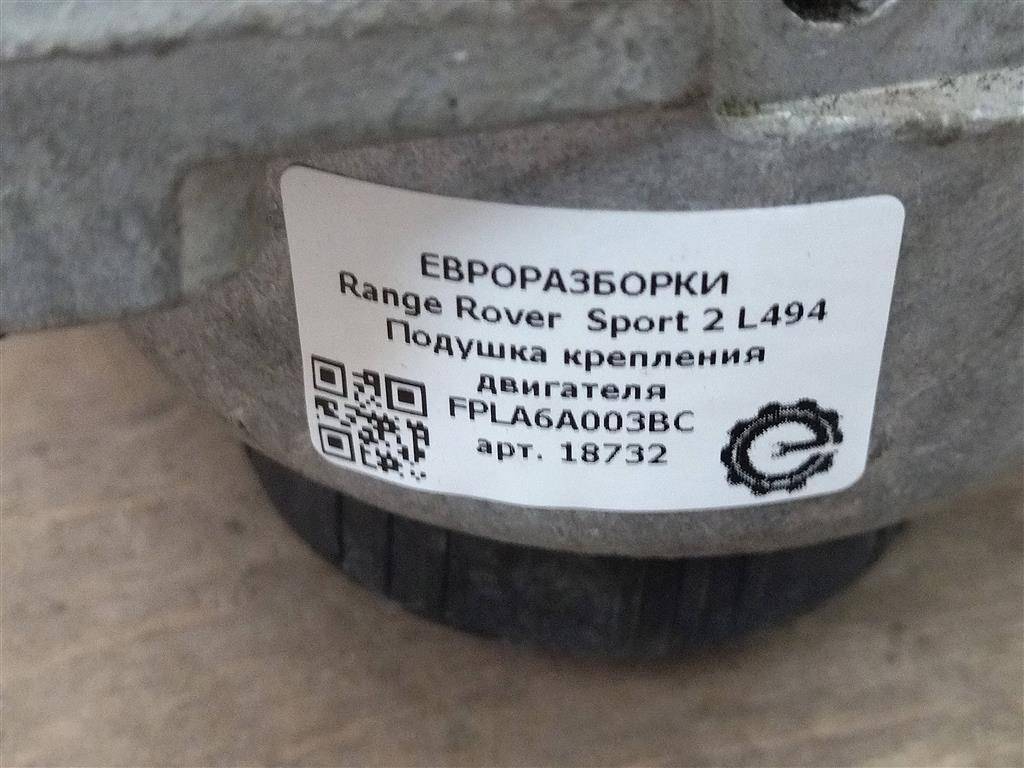 ЕВРОРАЗБОРКИ
Range Rover Sport 2 L494
Подушка крепления
двигателя
FPLA6A003BC
арт. 18732